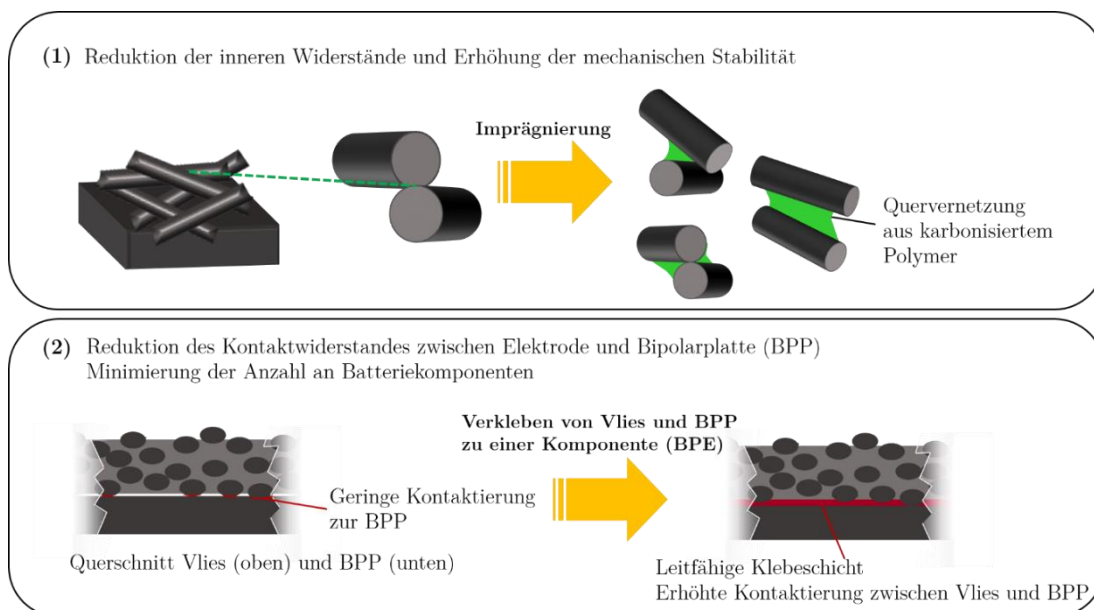 (1) Reduktion der inneren Widerstände und Erhöhung der mechanischen Stabilität
Imprägnierung
Quervernetzung
aus karbonisiertem
Polymer
(2) Reduktion des Kontaktwiderstandes zwischen Elektrode und Bipolarplatte (BPP)
Minimierung der Anzahl an Batteriekomponenten
Verkleben von Vlies und BPP
zu einer Komponente (BPE)
Geringe Kontaktierung
zur BPP
Querschnitt Vlies (oben) und BPP (unten)
Leitfähige Klebeschicht
Erhöhte Kontaktierung zwischen Vlies und BPP